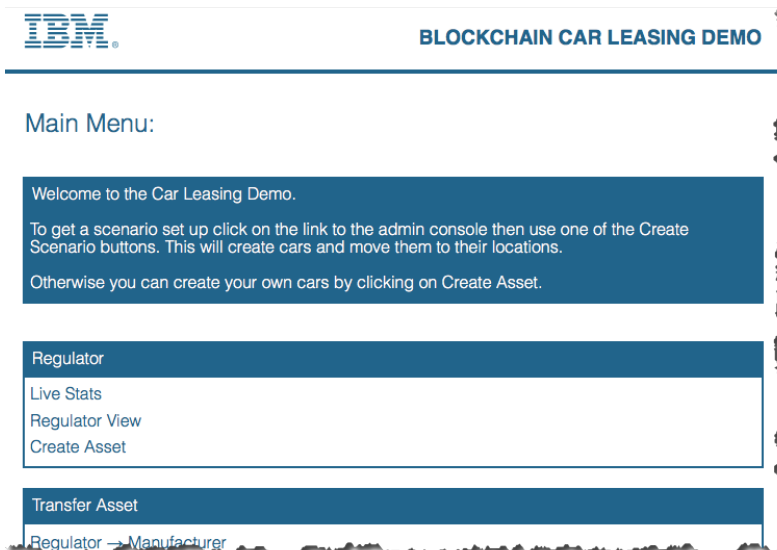 IBM
BLOCKCHAIN CAR LEASING DEMO
Main Menu:
Welcome to the Car Leasing Demo.
To get a scenario set up click on the link to the admin console then use one of the Create
Scenario buttons. This will create cars and move them to their locations.
Otherwise you can create your own cars by clicking on Create Asset.
Regulator
Live Stats
Regulator View
Create Asset
Transfer Asset
Regulator → Manufacturer